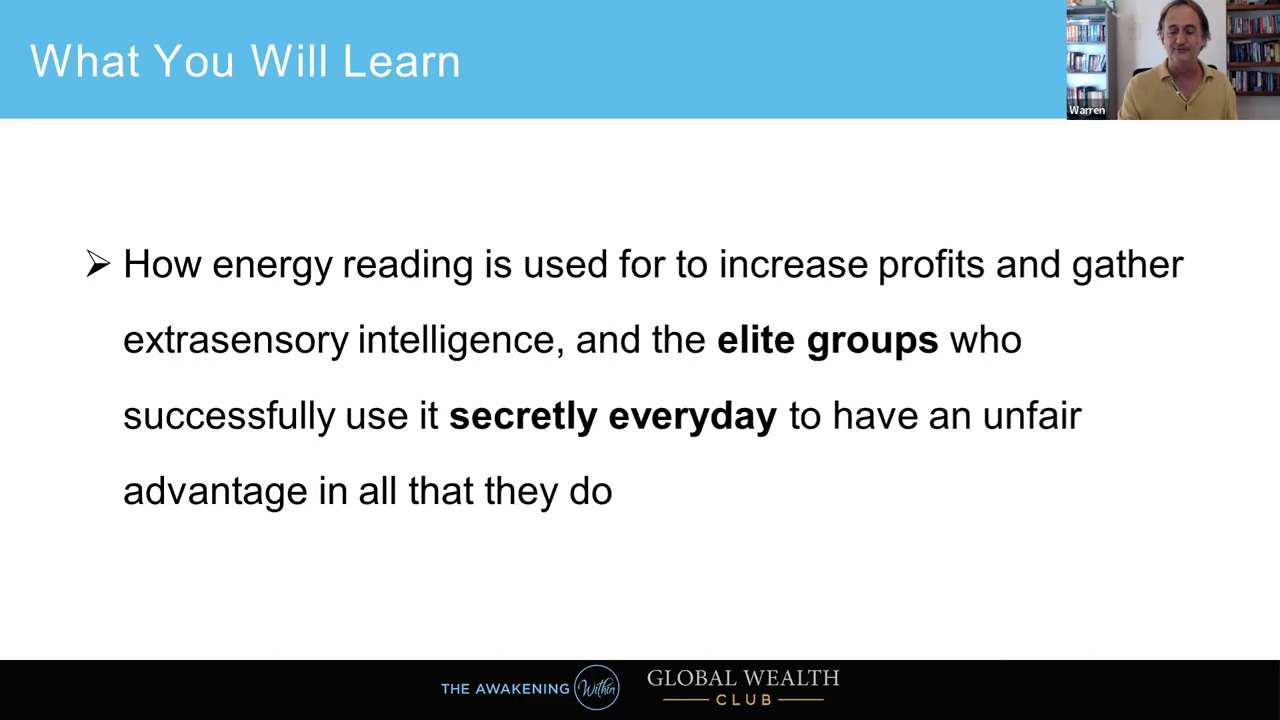 What You Will Learn
Warren
➢ How energy reading is used for to increase profits and gather
extrasensory intelligence, and the elite groups who
successfully use it secretly everyday to have an unfair
advantage in all that they do
THE AWAKENING Within
GLOBAL WEALTH
CLUB